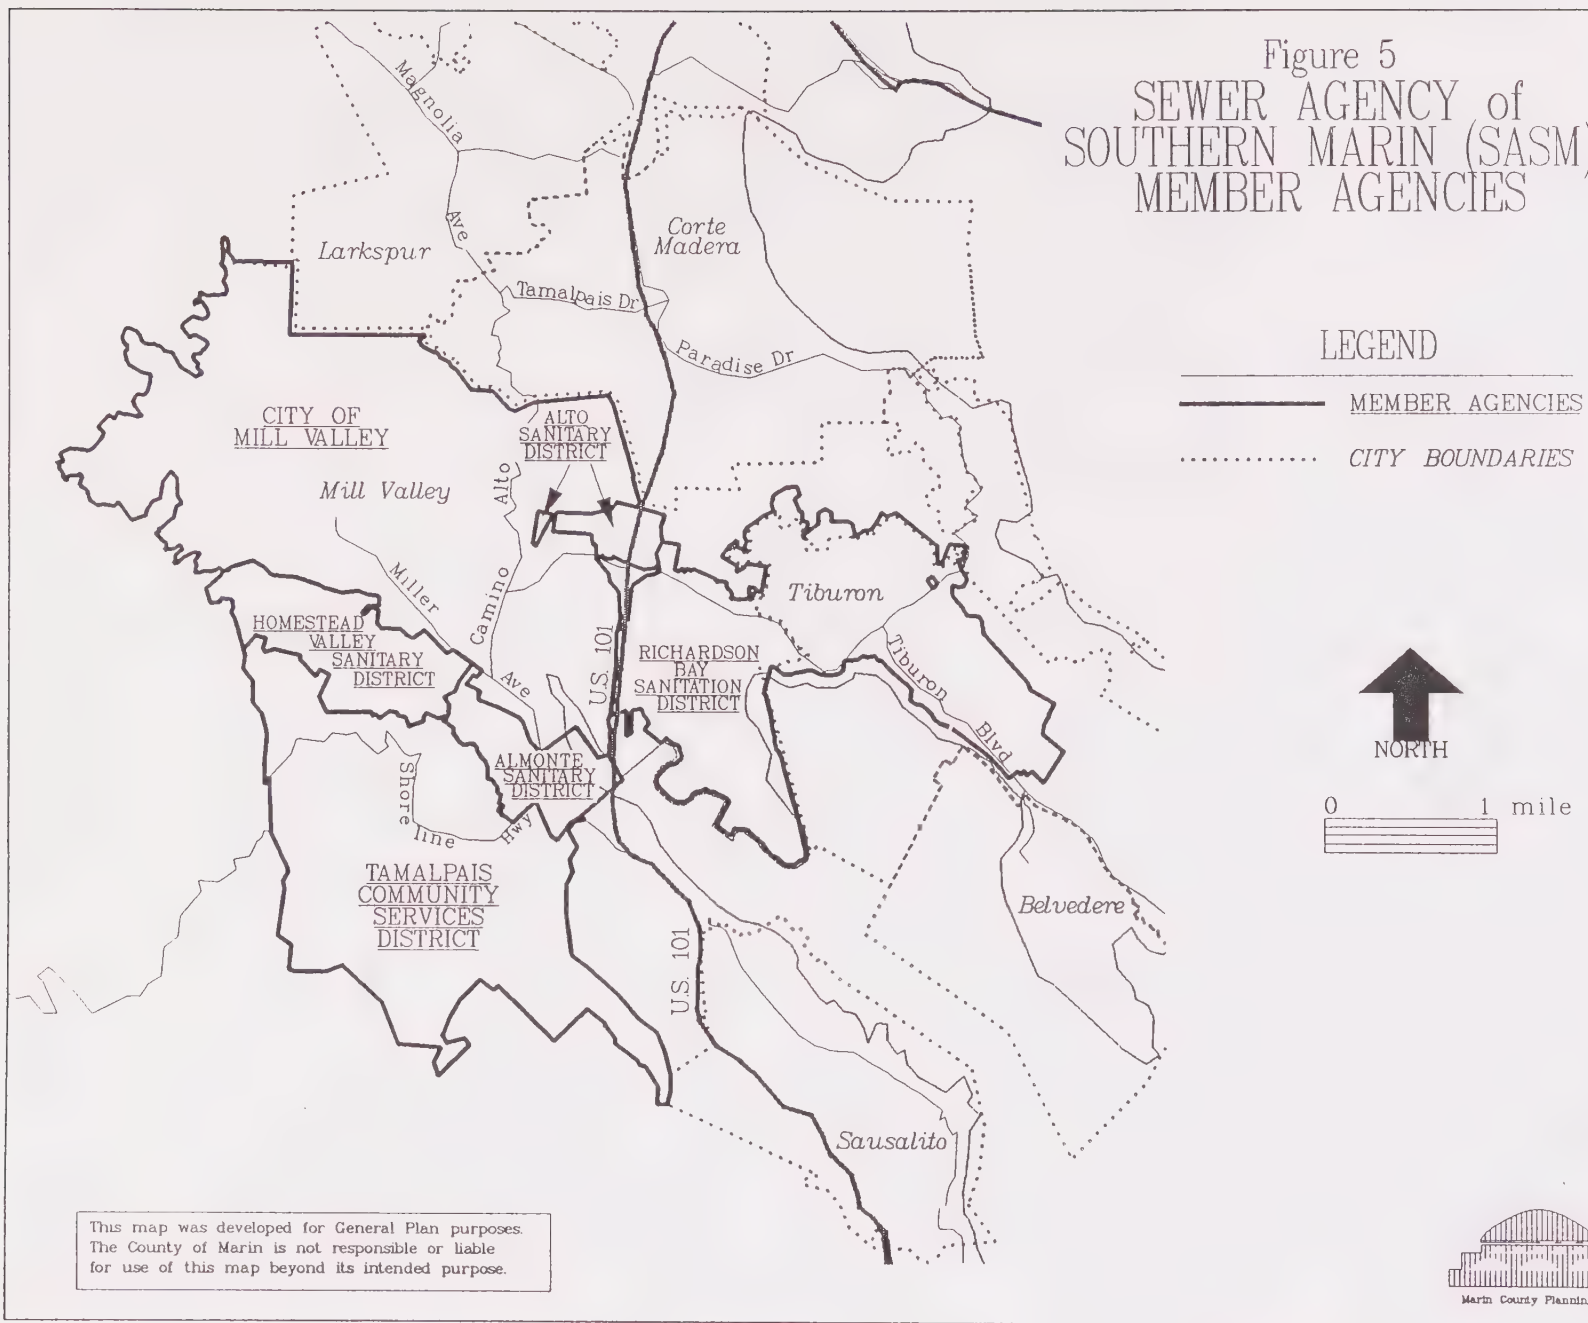 Figure 5
SEWER AGENCY of
SOUTHERN MARIN (SASM)
MEMBER AGENCIES
LEGEND
MEMBER AGENCIES
CITY BOUNDARIES
NORTH
0 1 mile
Magnolia
Ave
Larkspur
Corte
Madera
Tamalpais Dr
Paradise Dr
CITY OF
MILL VALLEY
ALTO
SANITARY
DISTRICT
Mill Valley
Camino Alto
Miller
Ave
Tiburon
HOMESTEAD
VALLEY
SANITARY
DISTRICT
U.S. 101
RICHARDSON
BAY
SANITATION
DISTRICT
Tiburon
Blvd
ALMONTE
SANITARY
DISTRICT
Shore
line
Hwy
TAMALPAIS
COMMUNITY
SERVICES
DISTRICT
Belvedere
U.S. 101
Sausalito
This map was developed for General Plan purposes.
The County of Marin is not responsible or liable
for use of this map beyond its intended purpose.
Marin County Plannin